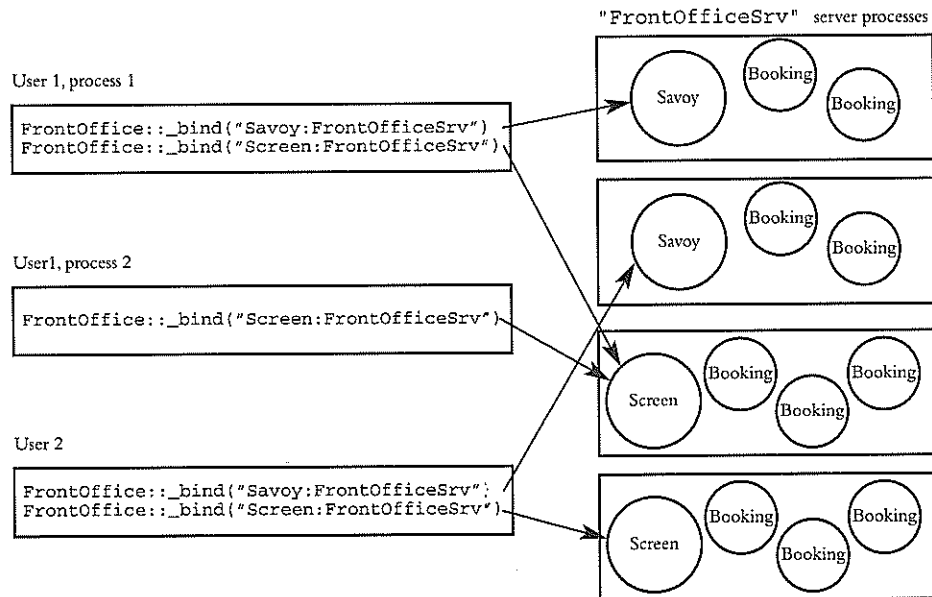 "FrontOfficeSrv" server processes
User 1, process 1
FrontOffice::_bind("Savoy:FrontOfficeSrv")
FrontOffice::_bind("Screen:FrontOfficeSrv")
Savoy
Booking
Booking
Savoy
Booking
Booking
User1, process 2
FrontOffice::_bind("Screen:FrontOfficeSrv")
Screen
Booking
Booking
Booking
User 2
FrontOffice::_bind("Savoy:FrontOfficeSrv")
FrontOffice::_bind("Screen:FrontOfficeSrv")
Screen
Booking
Booking
Booking